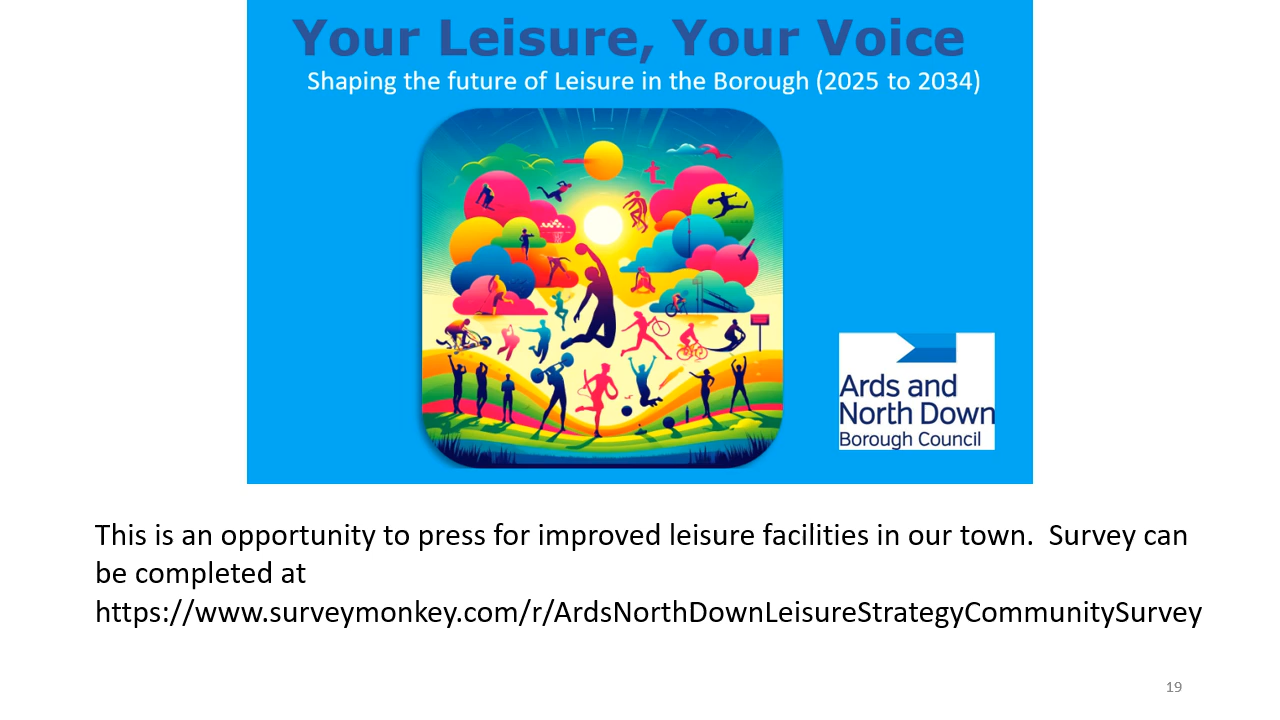 Your Leisure, Your Voice
Shaping the future of Leisure in the Borough (2025 to 2034)
Ards and
North Down
Borough Council
This is an opportunity to press for improved leisure facilities in our town.  Survey can
be completed at
https://www.surveymonkey.com/r/ArdsNorthDownLeisureStrategyCommunitySurvey
19